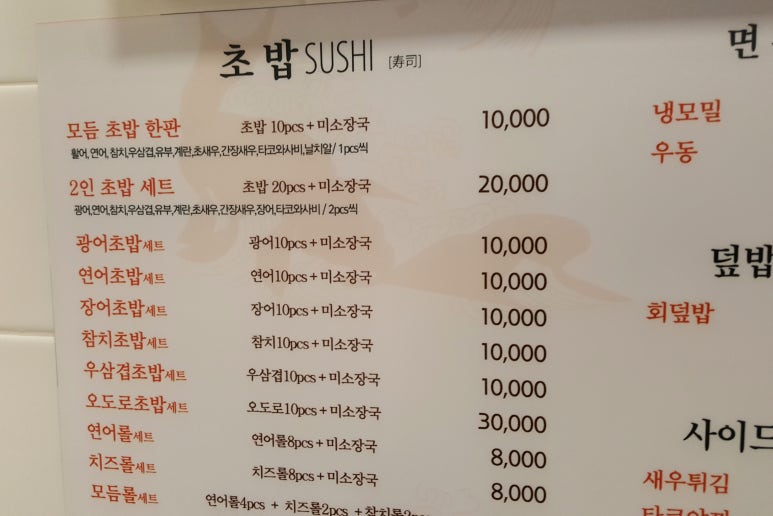 초밥 SUSHI [寿司]
모듬 초밥 한판 초밥 10pcs + 미소장국 10,000
활어, 연어, 참치,우삼겹,유부,계란,초새우,간장새우,타코와사비,날치알 / 1pcs씩
2인 초밥 세트 초밥 20pcs + 미소장국 20,000
광어,연어,참치,우삼겹,유부,계란,초새우,간장새우,장어,타코와사비 / 2pcs씩
광어초밥세트 광어10pcs + 미소장국 10,000
연어초밥세트 연어10pcs + 미소장국 10,000
장어초밥세트 장어10pcs + 미소장국 10,000
참치초밥세트 참치10pcs + 미소장국 10,000
우삼겹초밥세트 우삼겹10pcs + 미소장국 10,000
오도로초밥세트 오도로10pcs + 미소장국 30,000
연어롤세트 연어롤8pcs + 미소장국 8,000
치즈롤세트 치즈롤8pcs + 미소장국 8,000
모듬롤세트 연어롤4pcs + 치즈롤2pcs +
면
냉모밀
우동
덮밥
회덮밥
사이드
새우튀김